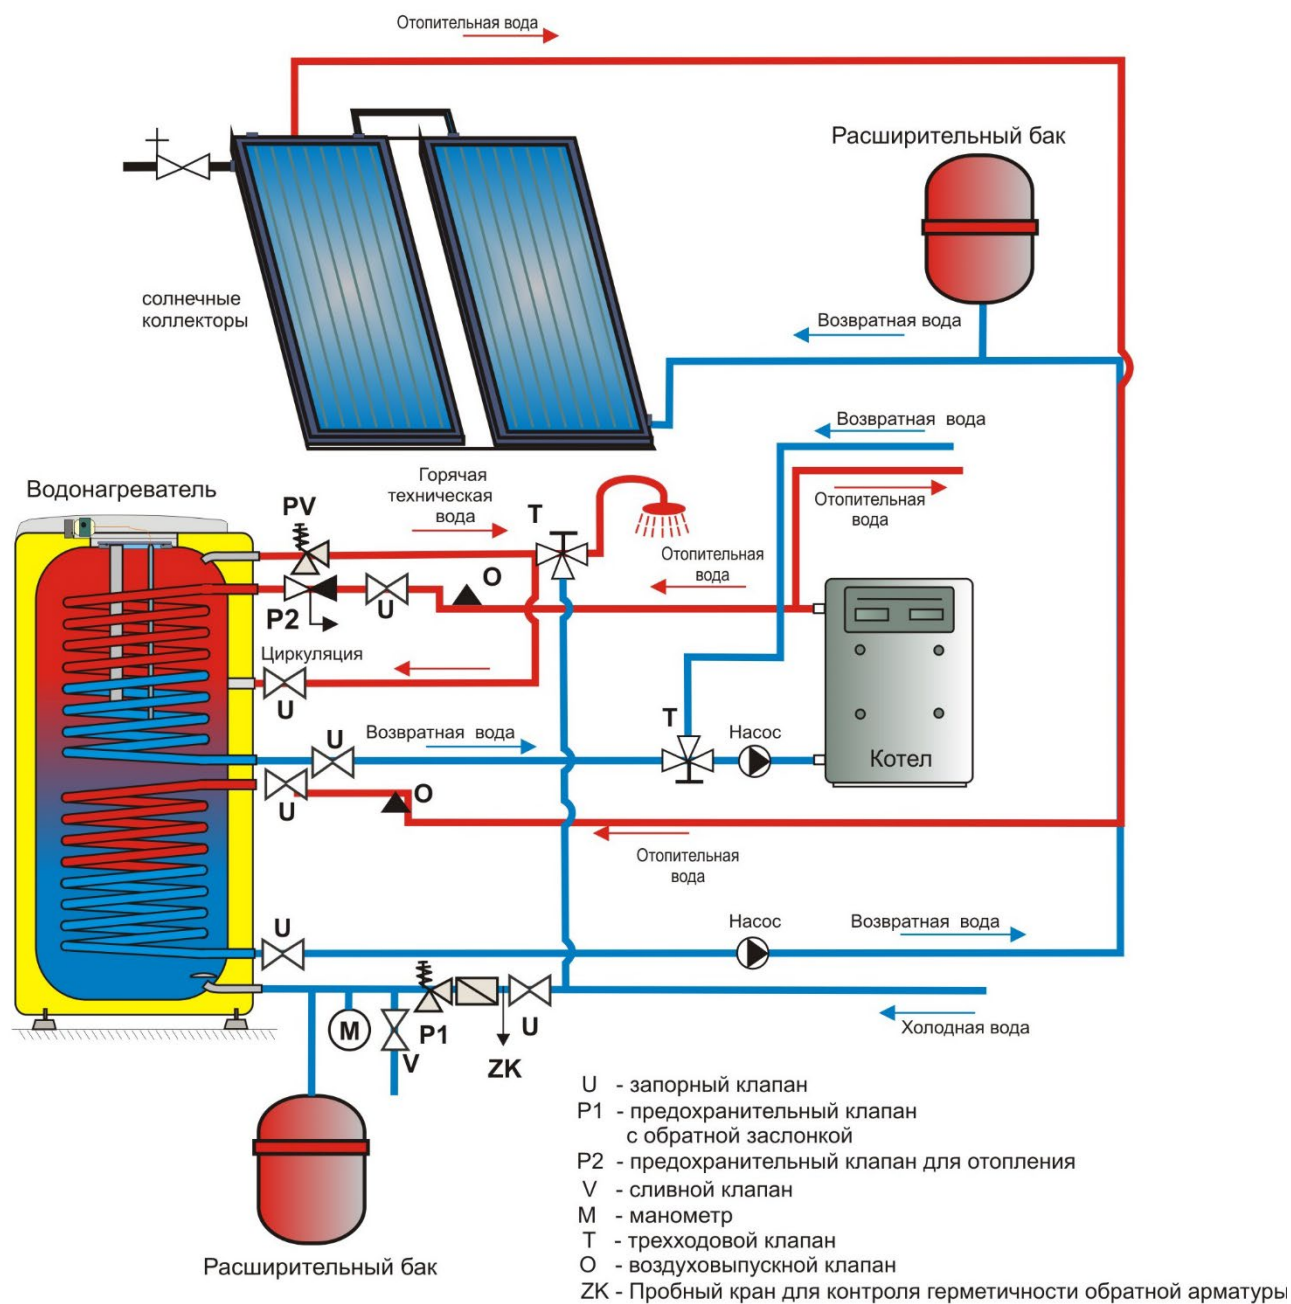 Отопительная вода
Расширительный бак
солнечные
коллекторы
Возвратная вода
Возвратная вода
Водонагреватель
Горячая
техническая
вода
PV
T
Отопительная
вода
Отопительная
вода
O
P2
U
Циркуляция
U
U
Возвратная вода
T
Насос
Котел
U
O
Отопительная
вода
U
Насос
Возвратная вода
M
V
P1
ZK
U
Холодная вода
Расширительный бак
U - запорный клапан
P1 - предохранительный клапан
с обратной заслонкой
P2 - предохранительный клапан для отопления
V - сливной клапан
M - манометр
T - трехходовой клапан
O - воздуховыпускной клапан
ZK - Пробный кран для контроля герметичности обратной арматуры